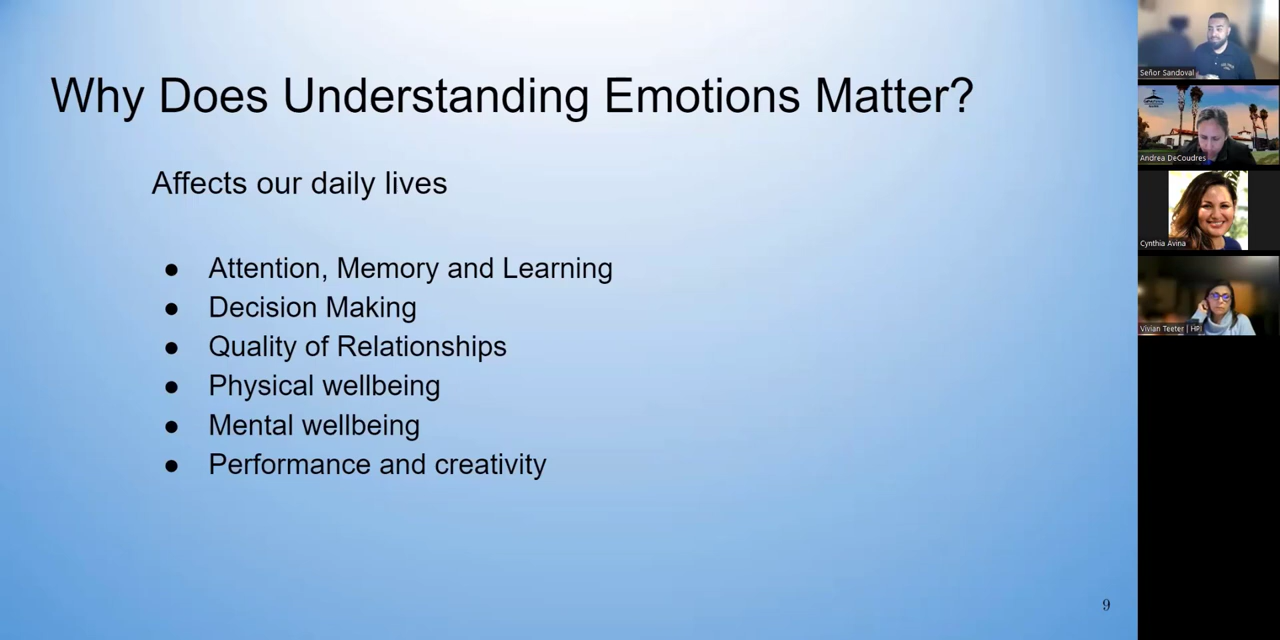 Why Does Understanding Emotions Matter?
Affects our daily lives
● Attention, Memory and Learning
● Decision Making
● Quality of Relationships
● Physical wellbeing
● Mental wellbeing
● Performance and creativity
9
Señor Sandoval
Andrea DeCoudres
Cynthia Avina
Vivian Teeter | HPI